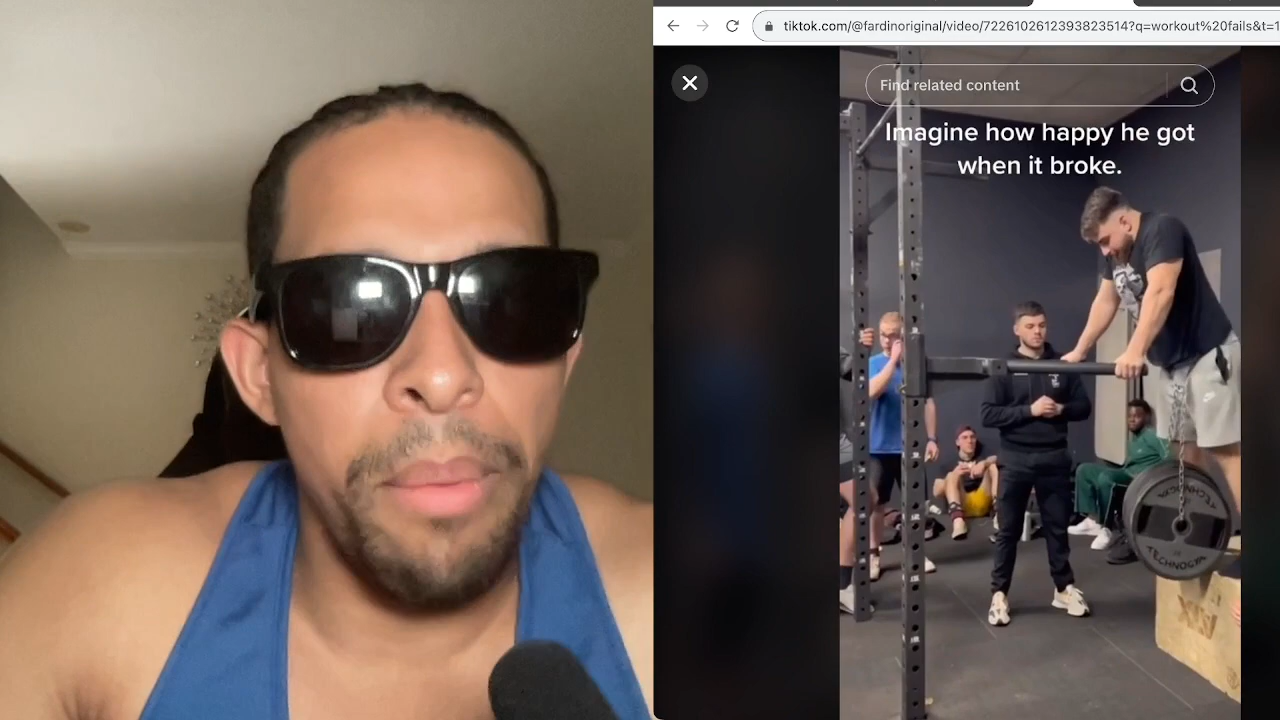 tiktok.com/@fardinoriginal/video/7226102612393823514?q=workout%20fails&t=1
Find related content
Imagine how happy he got
when it broke.
TECHNOGYM
TECHNOGYM